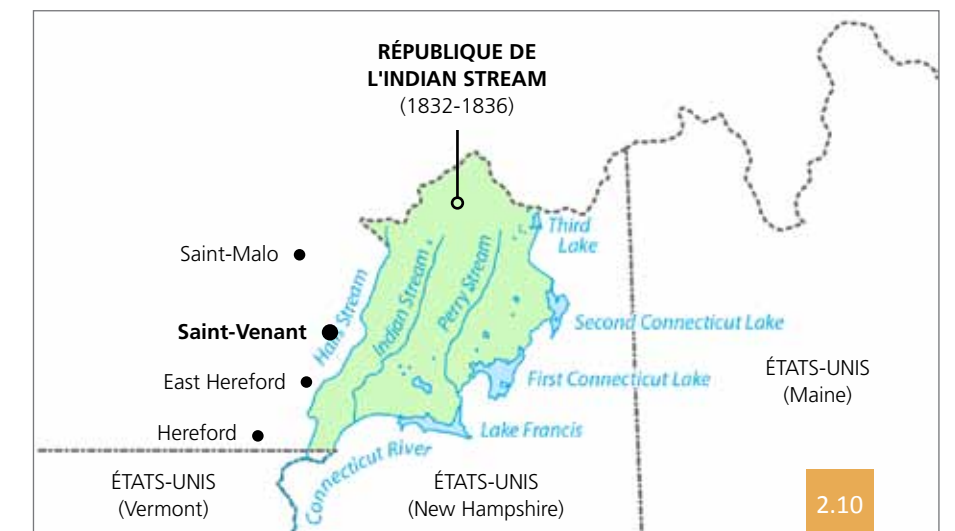 RÉPUBLIQUE DE
L'INDIAN STREAM
(1832-1836)
Third
Lake
Saint-Malo
Hall Stream
Indian Stream
Perry Stream
Saint-Venant
Second Connecticut Lake
East Hereford
First Connecticut Lake
ÉTATS-UNIS
(Maine)
Hereford
Lake Francis
Connecticut River
ÉTATS-UNIS
(Vermont)
ÉTATS-UNIS
(New Hampshire)
2.10